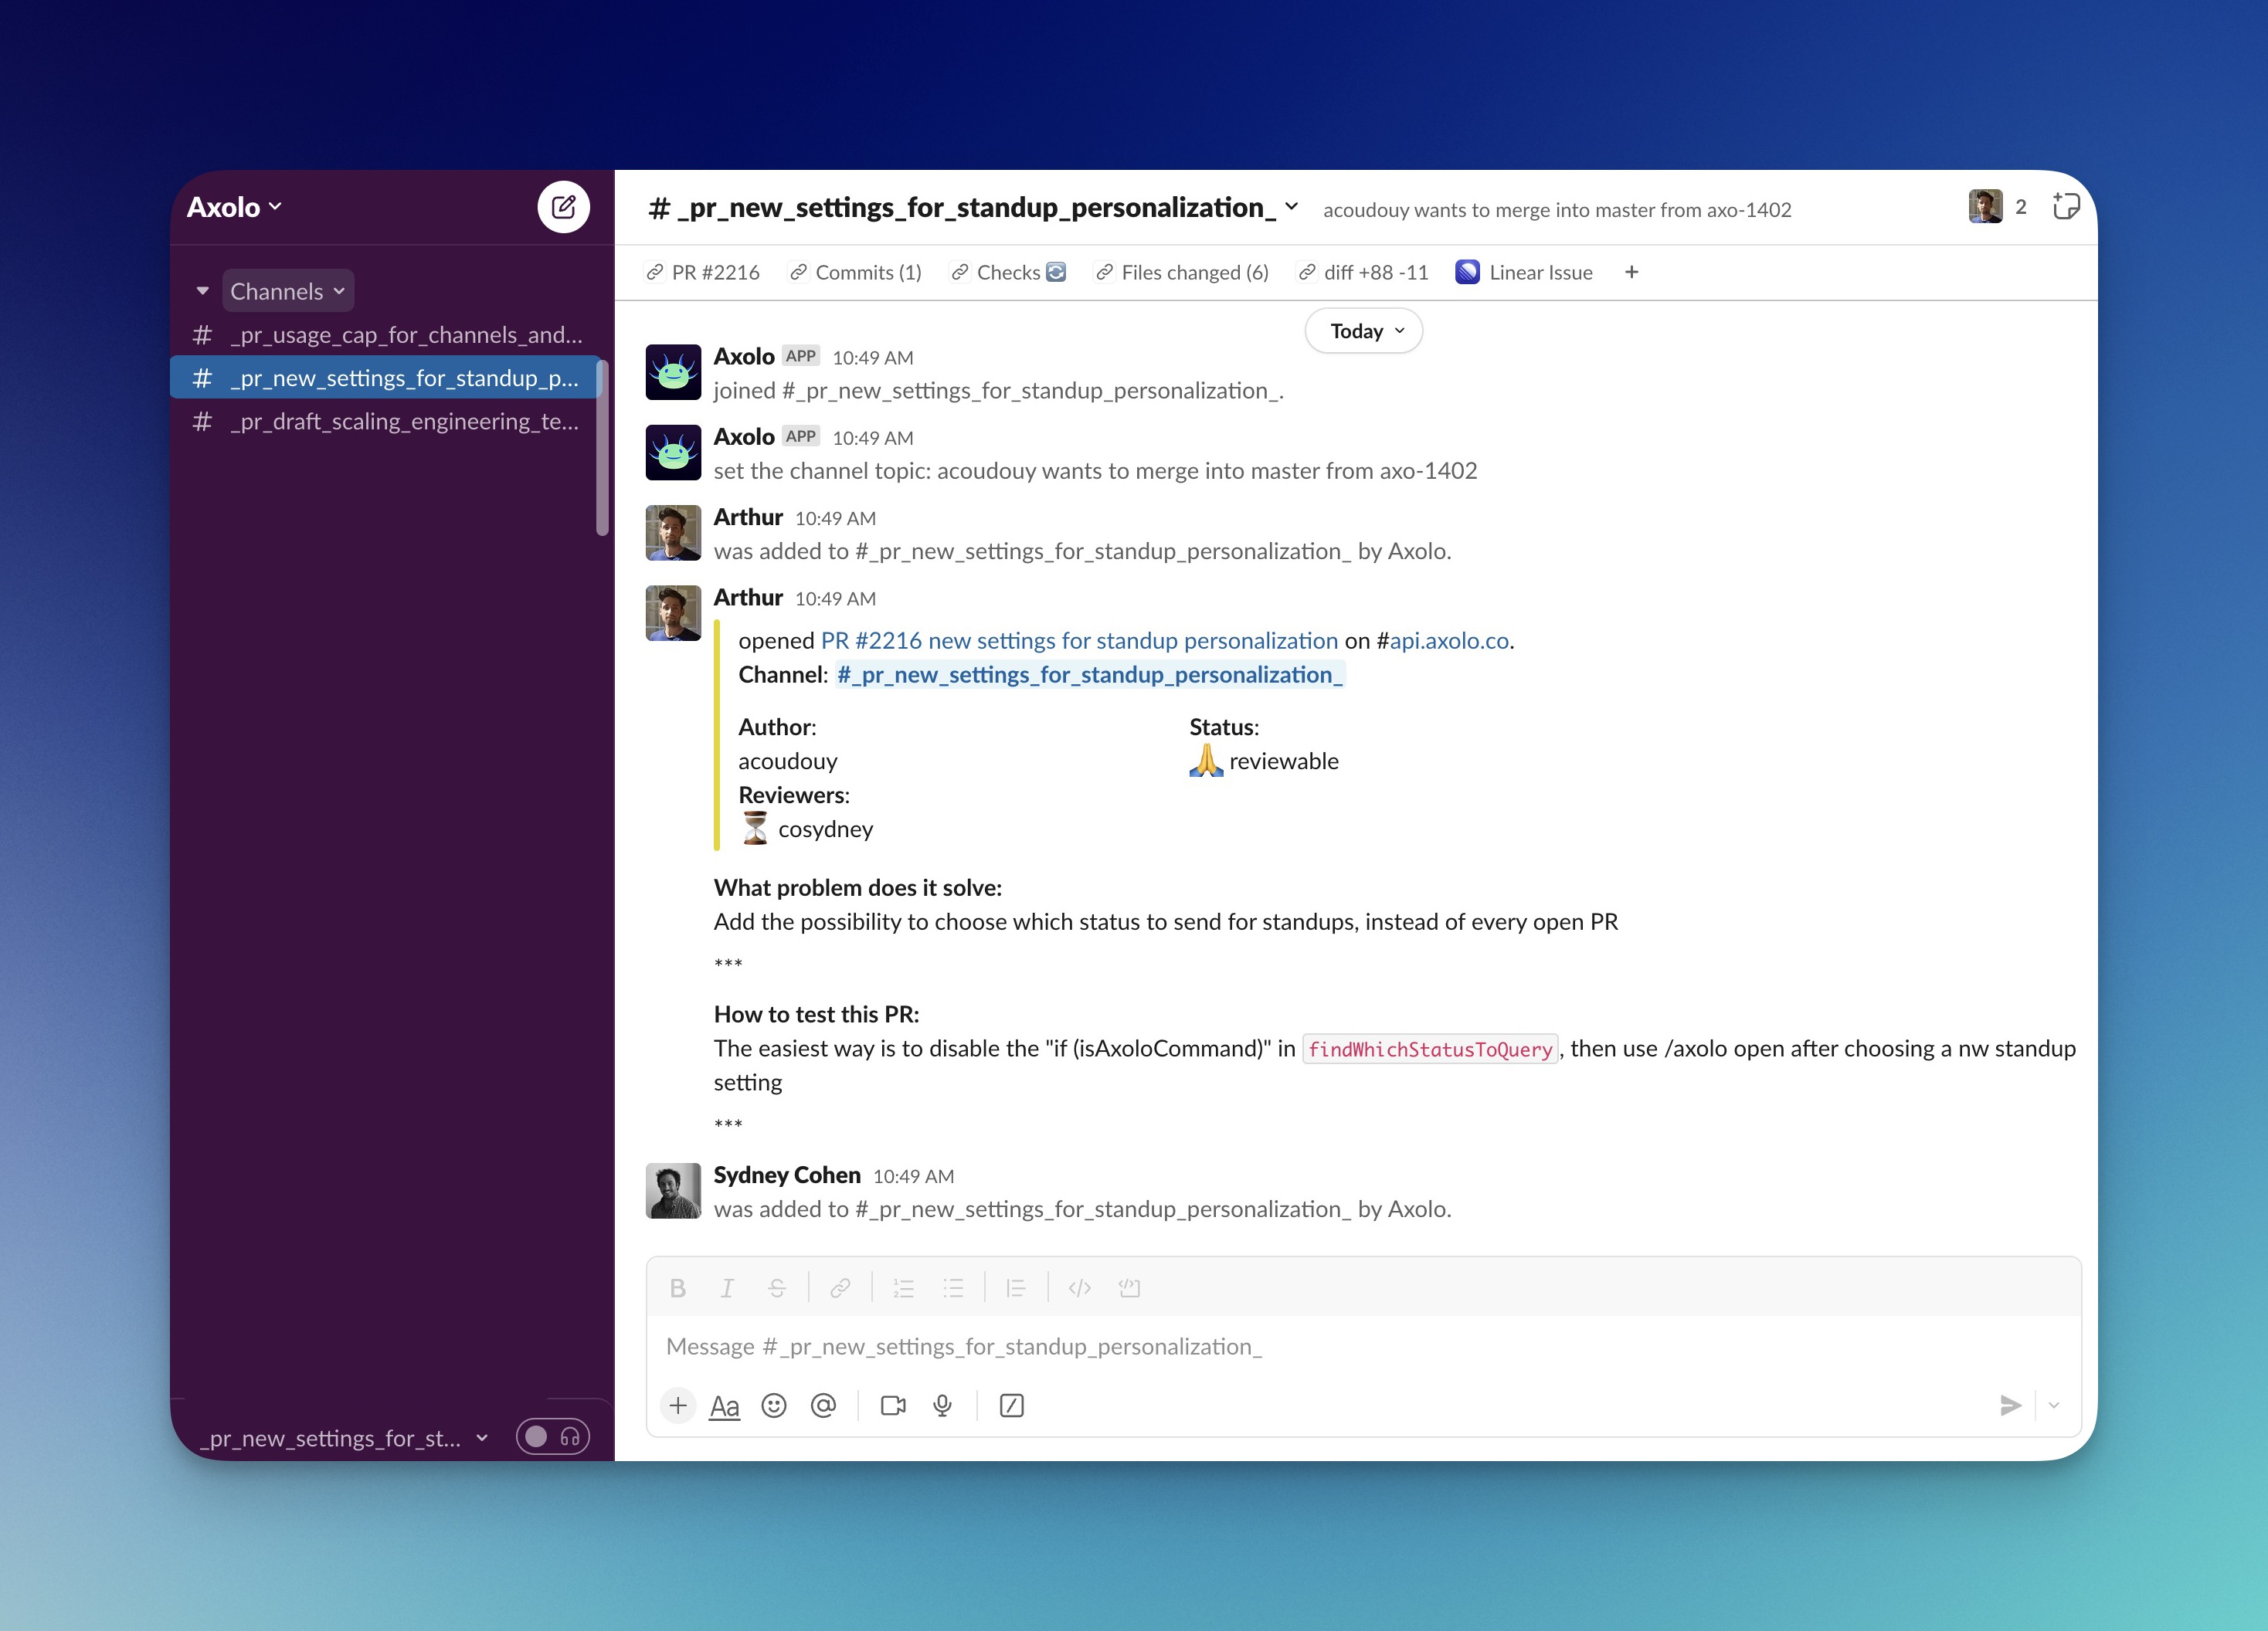 Axolo
Channels
# _pr_usage_cap_for_channels_and...
# _pr_new_settings_for_standup_p...
# _pr_draft_scaling_engineering_te...
_pr_new_settings_for_st...
# _pr_new_settings_for_standup_personalization_ acoudouy wants to merge into master from axo-1402 2
PR #2216 Commits (1) Checks Files changed (6) diff +88 -11 Linear Issue +
Today
Axolo APP 10:49 AM
joined #_pr_new_settings_for_standup_personalization_.
Axolo APP 10:49 AM
set the channel topic: acoudouy wants to merge into master from axo-1402
Arthur 10:49 AM
was added to #_pr_new_settings_for_standup_personalization_ by Axolo.
Arthur 10:49 AM
opened PR #2216 new settings for standup personalization on #api.axolo.co.
Channel: #_pr_new_settings_for_standup_personalization_
Author: Status:
acoudouy 🙏 reviewable
Reviewers:
⏳ cosydney
What problem does it solve:
Add the possibility to choose which status to send for standups, instead of every open PR
***
How to test this PR:
The easiest way is to disable the "if (isAxoloCommand)" in findWhichStatusToQuery, then use /axolo open after choosing a nw standup
setting
***
Sydney Cohen 10:49 AM
was added to #_pr_new_settings_for_standup_personalization_ by Axolo.
B I S
Message #_pr_new_settings_for_standup_personalization_
+ Aa @